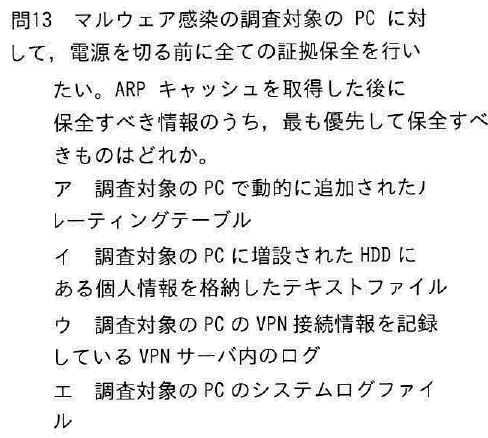 問13 マルウェア感染の調査対象の PC に対
して，電源を切る前に全ての証拠保全を行い
たい。ARP キャッシュを取得した後に
保全すべき情報のうち，最も優先して保全すべ
きものはどれか。
ア 調査対象の PC で動的に追加されたル
ーティングテーブル
イ 調査対象の PC に増設された HDD に
ある個人情報を格納したテキストファイル
ウ 調査対象の PC の VPN 接続情報を記録
している VPN サーバ内のログ
エ 調査対象の PC のシステムログファイ
ル